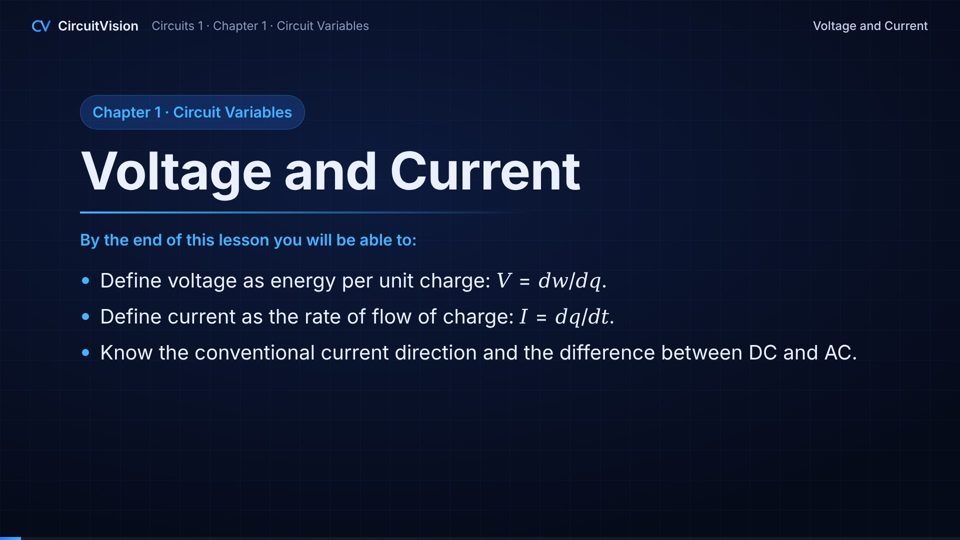 CV CircuitVision Circuits 1 · Chapter 1 · Circuit Variables Voltage and Current
Chapter 1 · Circuit Variables
Voltage and Current
By the end of this lesson you will be able to:
• Define voltage as energy per unit charge: V = dw/dq.
• Define current as the rate of flow of charge: I = dq/dt.
• Know the conventional current direction and the difference between DC and AC.